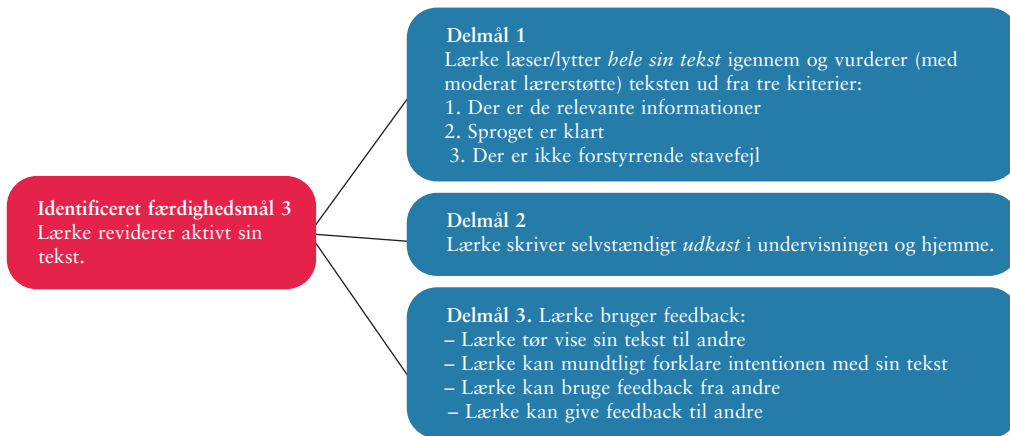 Identificeret færdighedsmål 3
Lærke reviderer aktivt sin
tekst.
Delmål 1
Lærke læser/lytter hele sin tekst igennem og vurderer (med
moderat lærerstøtte) teksten ud fra tre kriterier:
1. Der er de relevante informationer
2. Sproget er klart
3. Der er ikke forstyrrende stavefejl
Delmål 2
Lærke skriver selvstændigt udkast i undervisningen og hjemme.
Delmål 3. Lærke bruger feedback:
– Lærke tør vise sin tekst til andre
– Lærke kan mundtligt forklare intentionen med sin tekst
– Lærke kan bruge feedback fra andre
– Lærke kan give feedback til andre